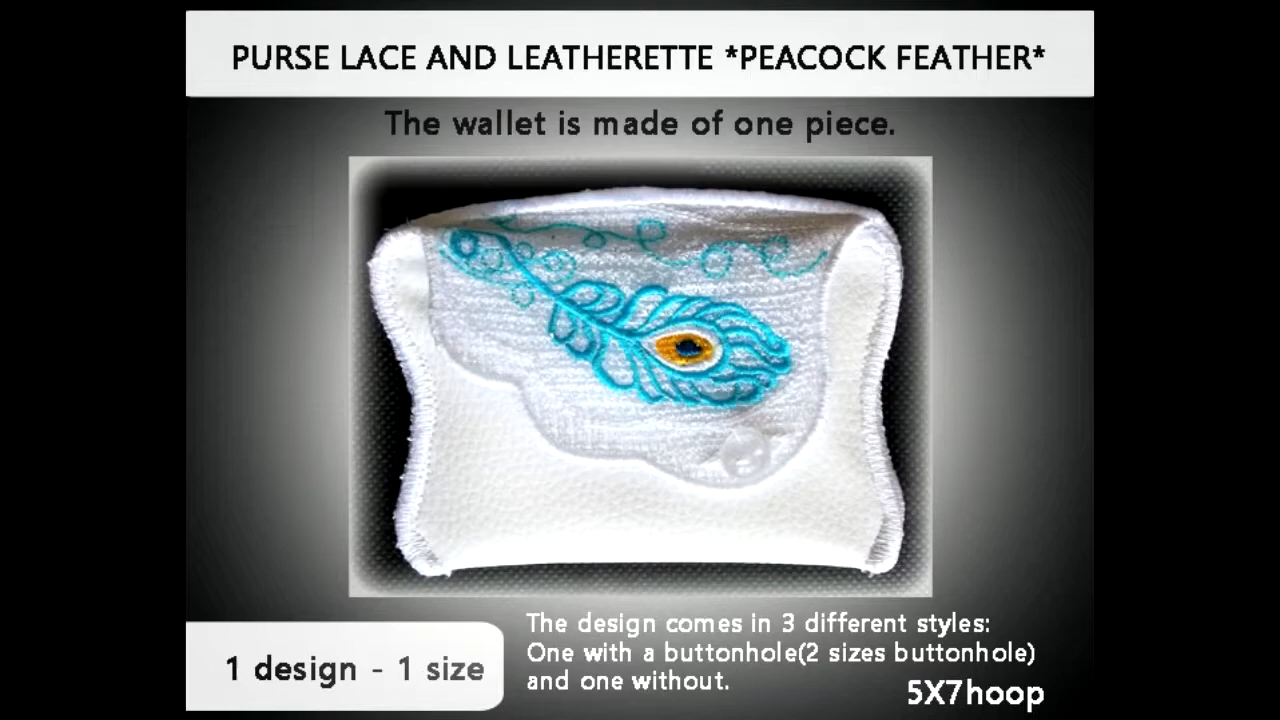 PURSE LACE AND LEATHERETTE *PEACOCK FEATHER*
The wallet is made of one piece.
The design comes in 3 different styles:
One with a buttonhole(2 sizes buttonhole)
and one without.
1 design - 1 size
5X7hoop